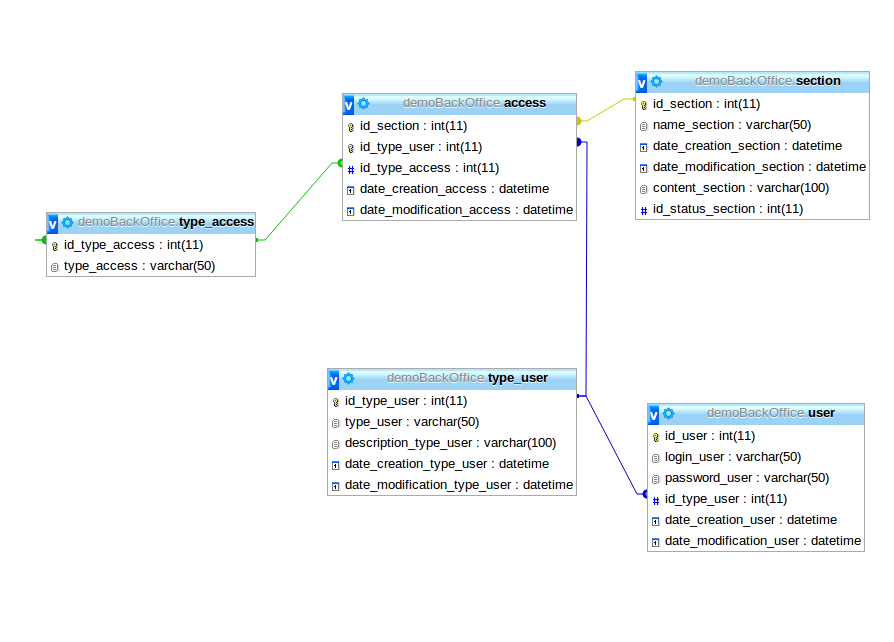 demoBackOffice.section
id_section : int(11)
name_section : varchar(50)
date_creation_section : datetime
date_modification_section : datetime
content_section : varchar(100)
id_status_section : int(11)
demoBackOffice.access
id_section : int(11)
id_type_user : int(11)
id_type_access : int(11)
date_creation_access : datetime
date_modification_access : datetime
demoBackOffice.type_access
id_type_access : int(11)
type_access : varchar(50)
demoBackOffice.type_user
id_type_user : int(11)
type_user : varchar(50)
description_type_user : varchar(100)
date_creation_type_user : datetime
date_modification_type_user : datetime
demoBackOffice.user
id_user : int(11)
login_user : varchar(50)
password_user : varchar(50)
id_type_user : int(11)
date_creation_user : datetime
date_modification_user : datetime